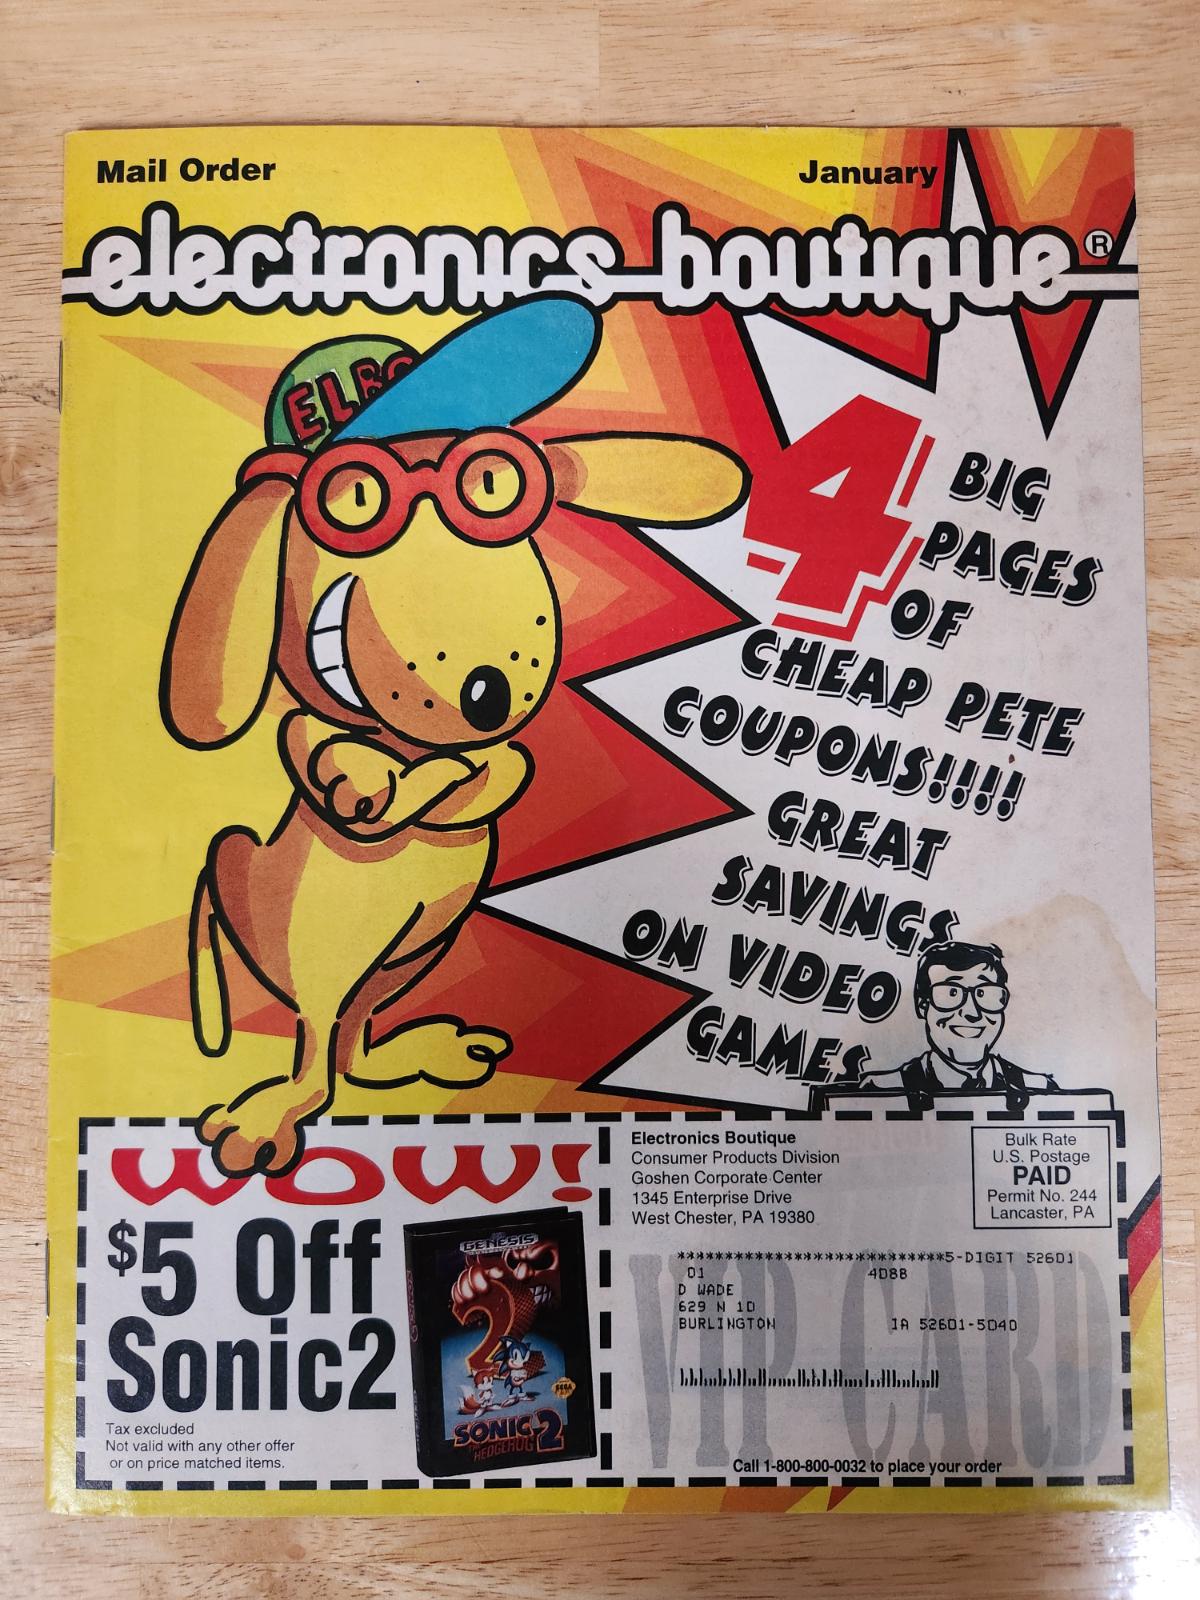 Mail Order
January
electronics boutique®
ELBO
4
BIG
PAGES
OF
CHEAP PETE
COUPONS!!!!
GREAT
SAVINGS
ON VIDEO
GAMES
WOW!
$5 Off
Sonic2
Tax excluded
Not valid with any other offer
or on price matched items.
GENESIS
2
SEGA
SONIC 2
THE HEDGEHOG
Electronics Boutique
Consumer Products Division
Goshen Corporate Center
1345 Enterprise Drive
West Chester, PA 19380
Bulk Rate
U.S. Postage
PAID
Permit No. 244
Lancaster, PA
***************************5-DIGIT 52601
01 4088
D WADE
629 N 10
BURLINGTON IA 52601-5040
VIP CARD
Call 1-800-800-0032 to place your order